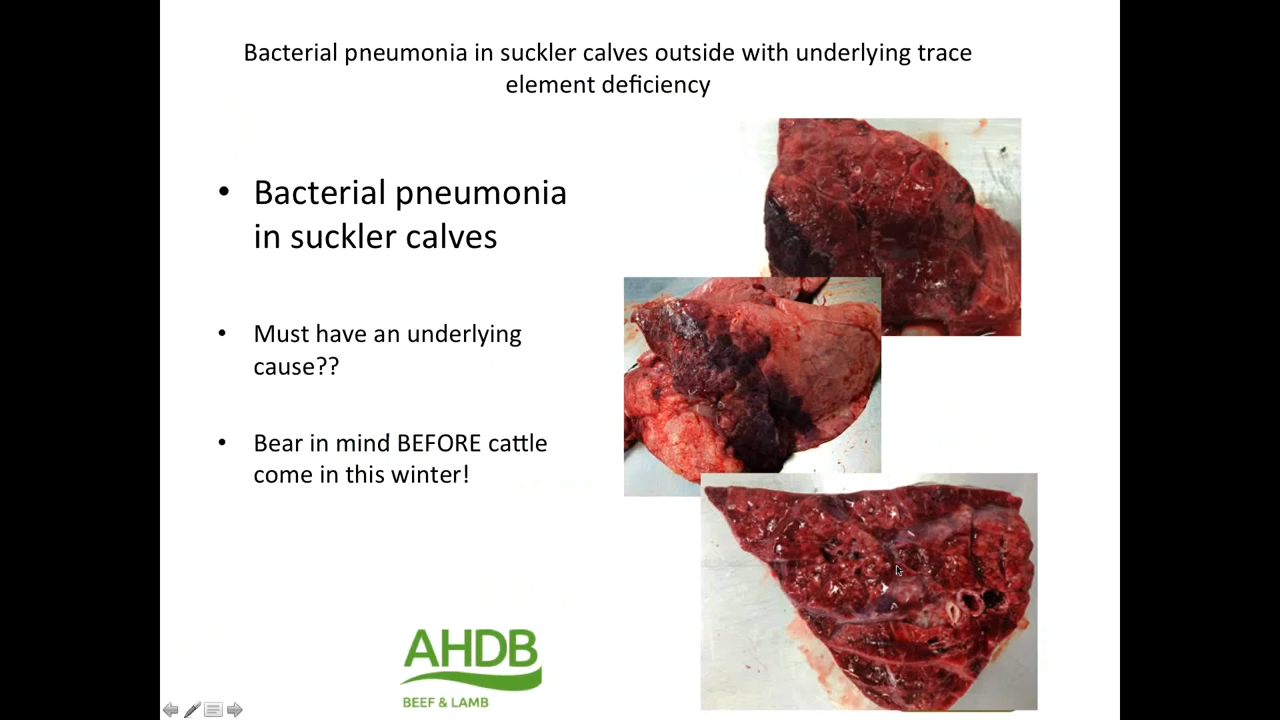 Bacterial pneumonia in suckler calves outside with underlying trace
element deficiency
• Bacterial pneumonia
in suckler calves
• Must have an underlying
cause??
• Bear in mind BEFORE cattle
come in this winter!
AHDB
BEEF & LAMB